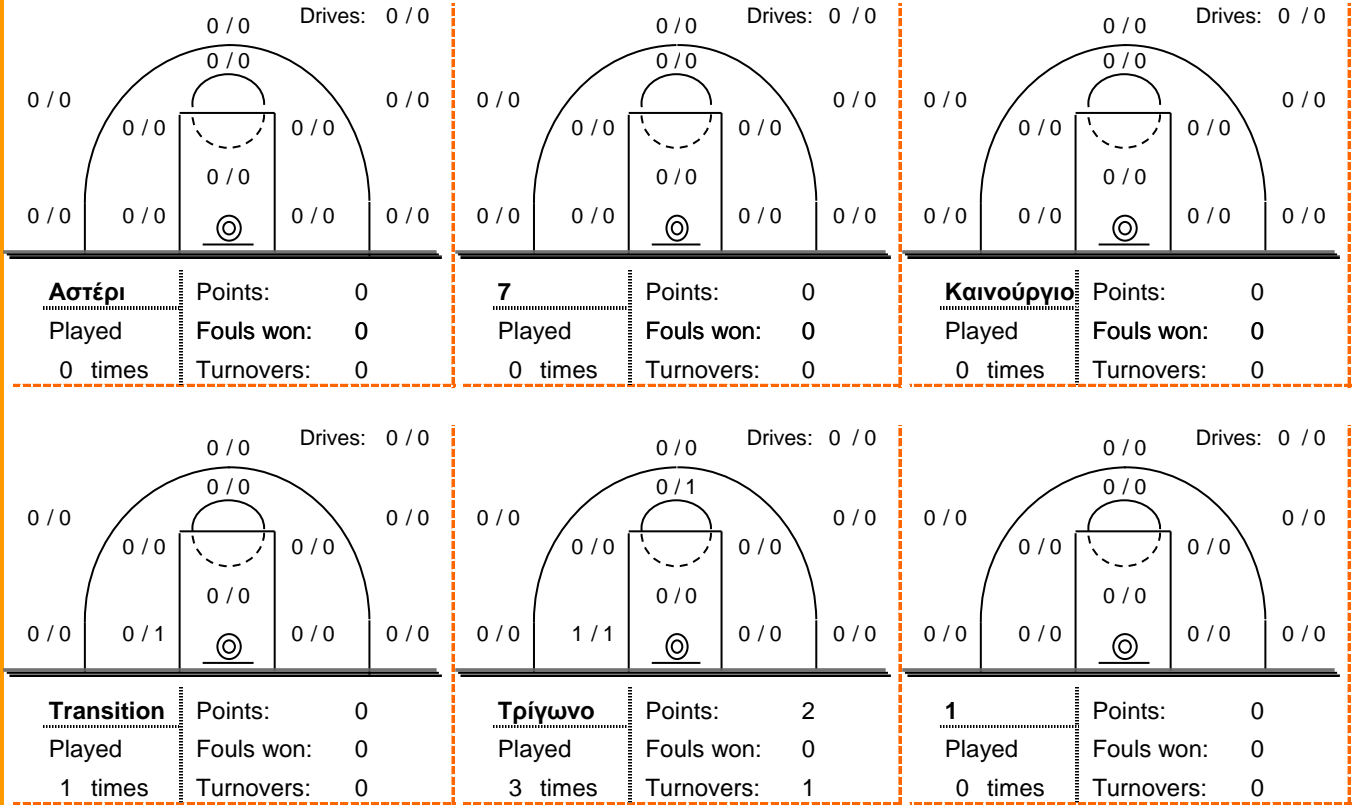 Drives: 0 / 0
0 / 0
0 / 0
0 / 0 0 / 0
0 / 0 0 / 0
0 / 0
0 / 0 0 / 0 0 / 0 0 / 0
Αστέρι Points: 0
Played Fouls won: 0
0 times Turnovers: 0
Drives: 0 / 0
0 / 0
0 / 0
0 / 0 0 / 0
0 / 0 0 / 0
0 / 0
0 / 0 0 / 0 0 / 0 0 / 0
7 Points: 0
Played Fouls won: 0
0 times Turnovers: 0
Drives: 0 / 0
0 / 0
0 / 0
0 / 0 0 / 0
0 / 0 0 / 0
0 / 0
0 / 0 0 / 0 0 / 0 0 / 0
Καινούργιο Points: 0
Played Fouls won: 0
0 times Turnovers: 0
Drives: 0 / 0
0 / 0
0 / 0
0 / 0 0 / 0
0 / 0 0 / 0
0 / 0
0 / 0 0 / 1 0 / 0 0 / 0
Transition Points: 0
Played Fouls won: 0
1 times Turnovers: 0
Drives: 0 / 0
0 / 0
0 / 1
0 / 0 0 / 0
0 / 0 0 / 0
0 / 0
0 / 0 1 / 1 0 / 0 0 / 0
Τρίγωνο Points: 2
Played Fouls won: 0
3 times Turnovers: 1
Drives: 0 / 0
0 / 0
0 / 0
0 / 0 0 / 0
0 / 0 0 / 0
0 / 0
0 / 0 0 / 0 0 / 0 0 / 0
1 Points: 0
Played Fouls won: 0
0 times Turnovers: 0